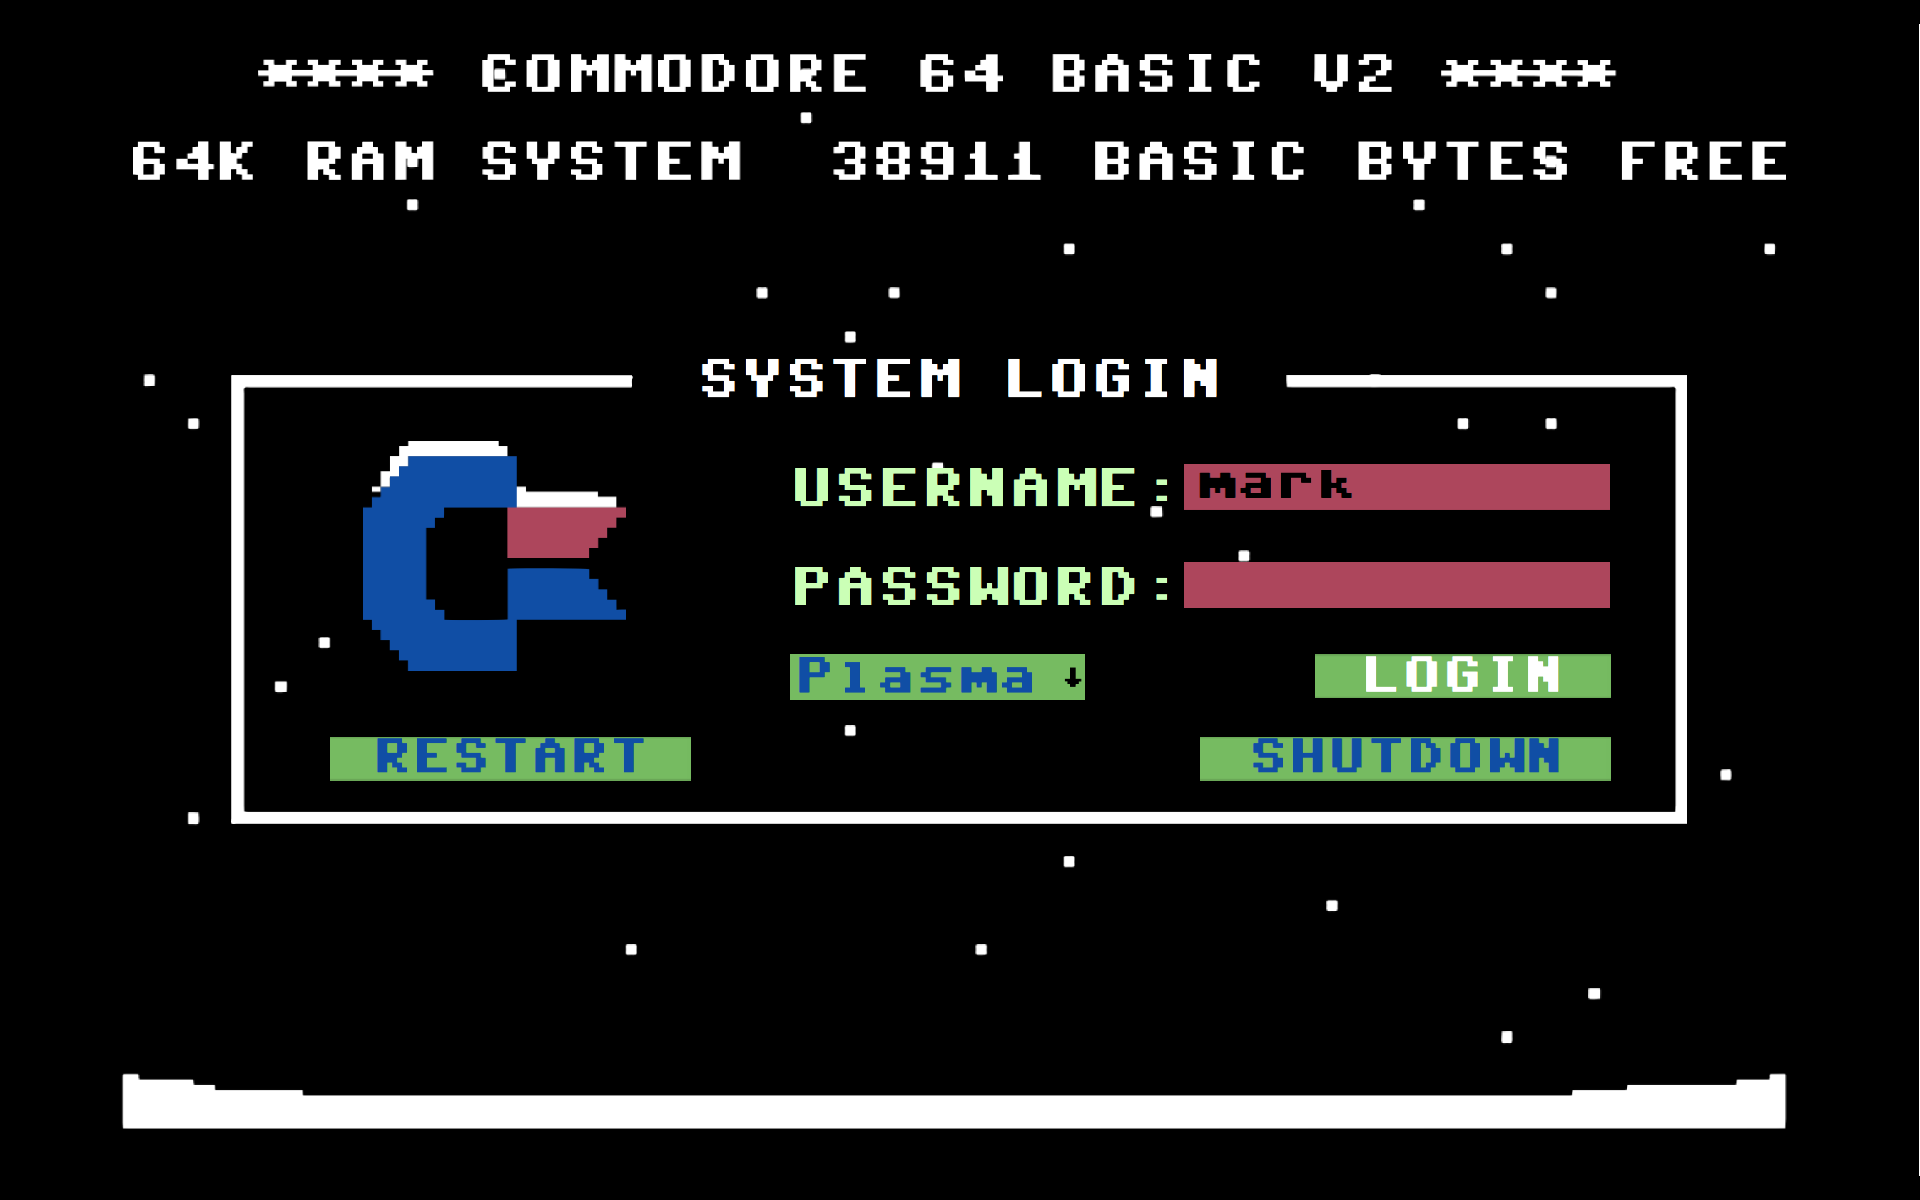 **** COMMODORE 64 BASIC V2 ****
64K RAM SYSTEM  38911 BASIC BYTES FREE
SYSTEM LOGIN
USERNAME: mark
PASSWORD:
Plasma ↓ LOGIN
RESTART SHUTDOWN